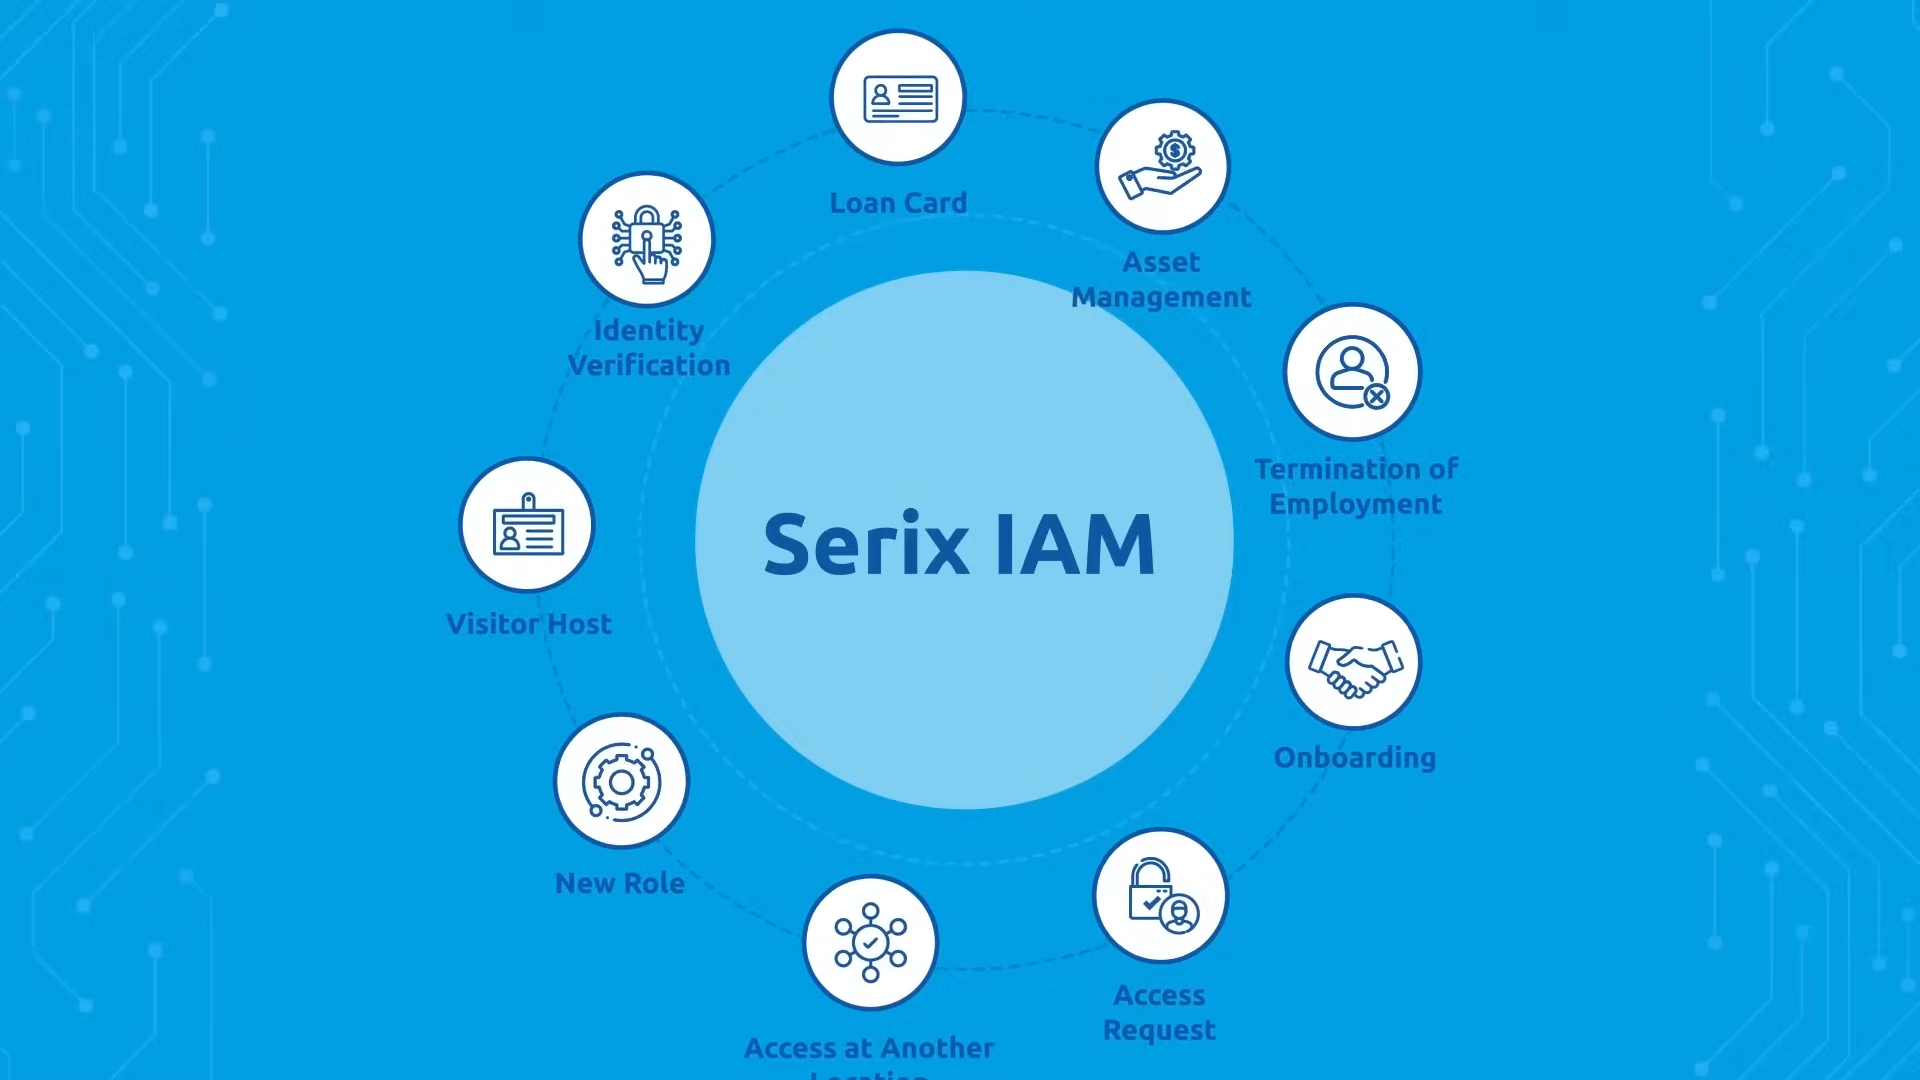 Loan Card
Asset
Management
Identity
Verification
Termination of
Employment
Serix IAM
Visitor Host
Onboarding
New Role
Access
Request
Access at Another
Location